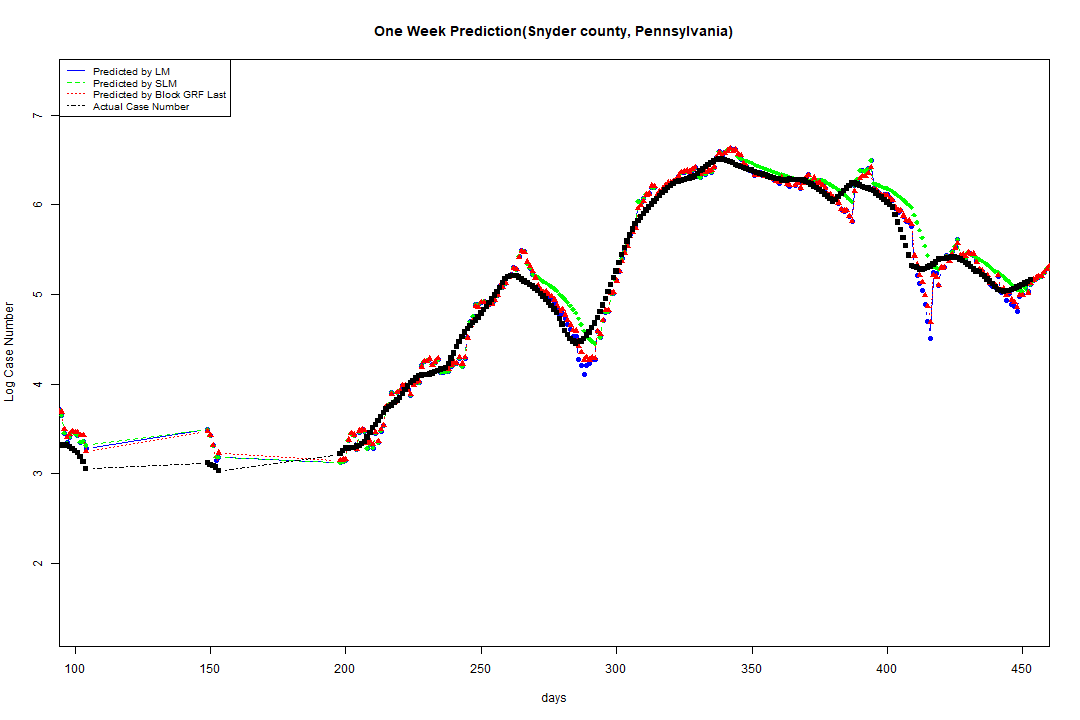 One Week Prediction(Snyder county, Pennsylvania)
Predicted by LM
Predicted by SLM
Predicted by Block GRF Last
Actual Case Number
7
6
5
4
3
2
Log Case Number
100 150 200 250 300 350 400 450
days